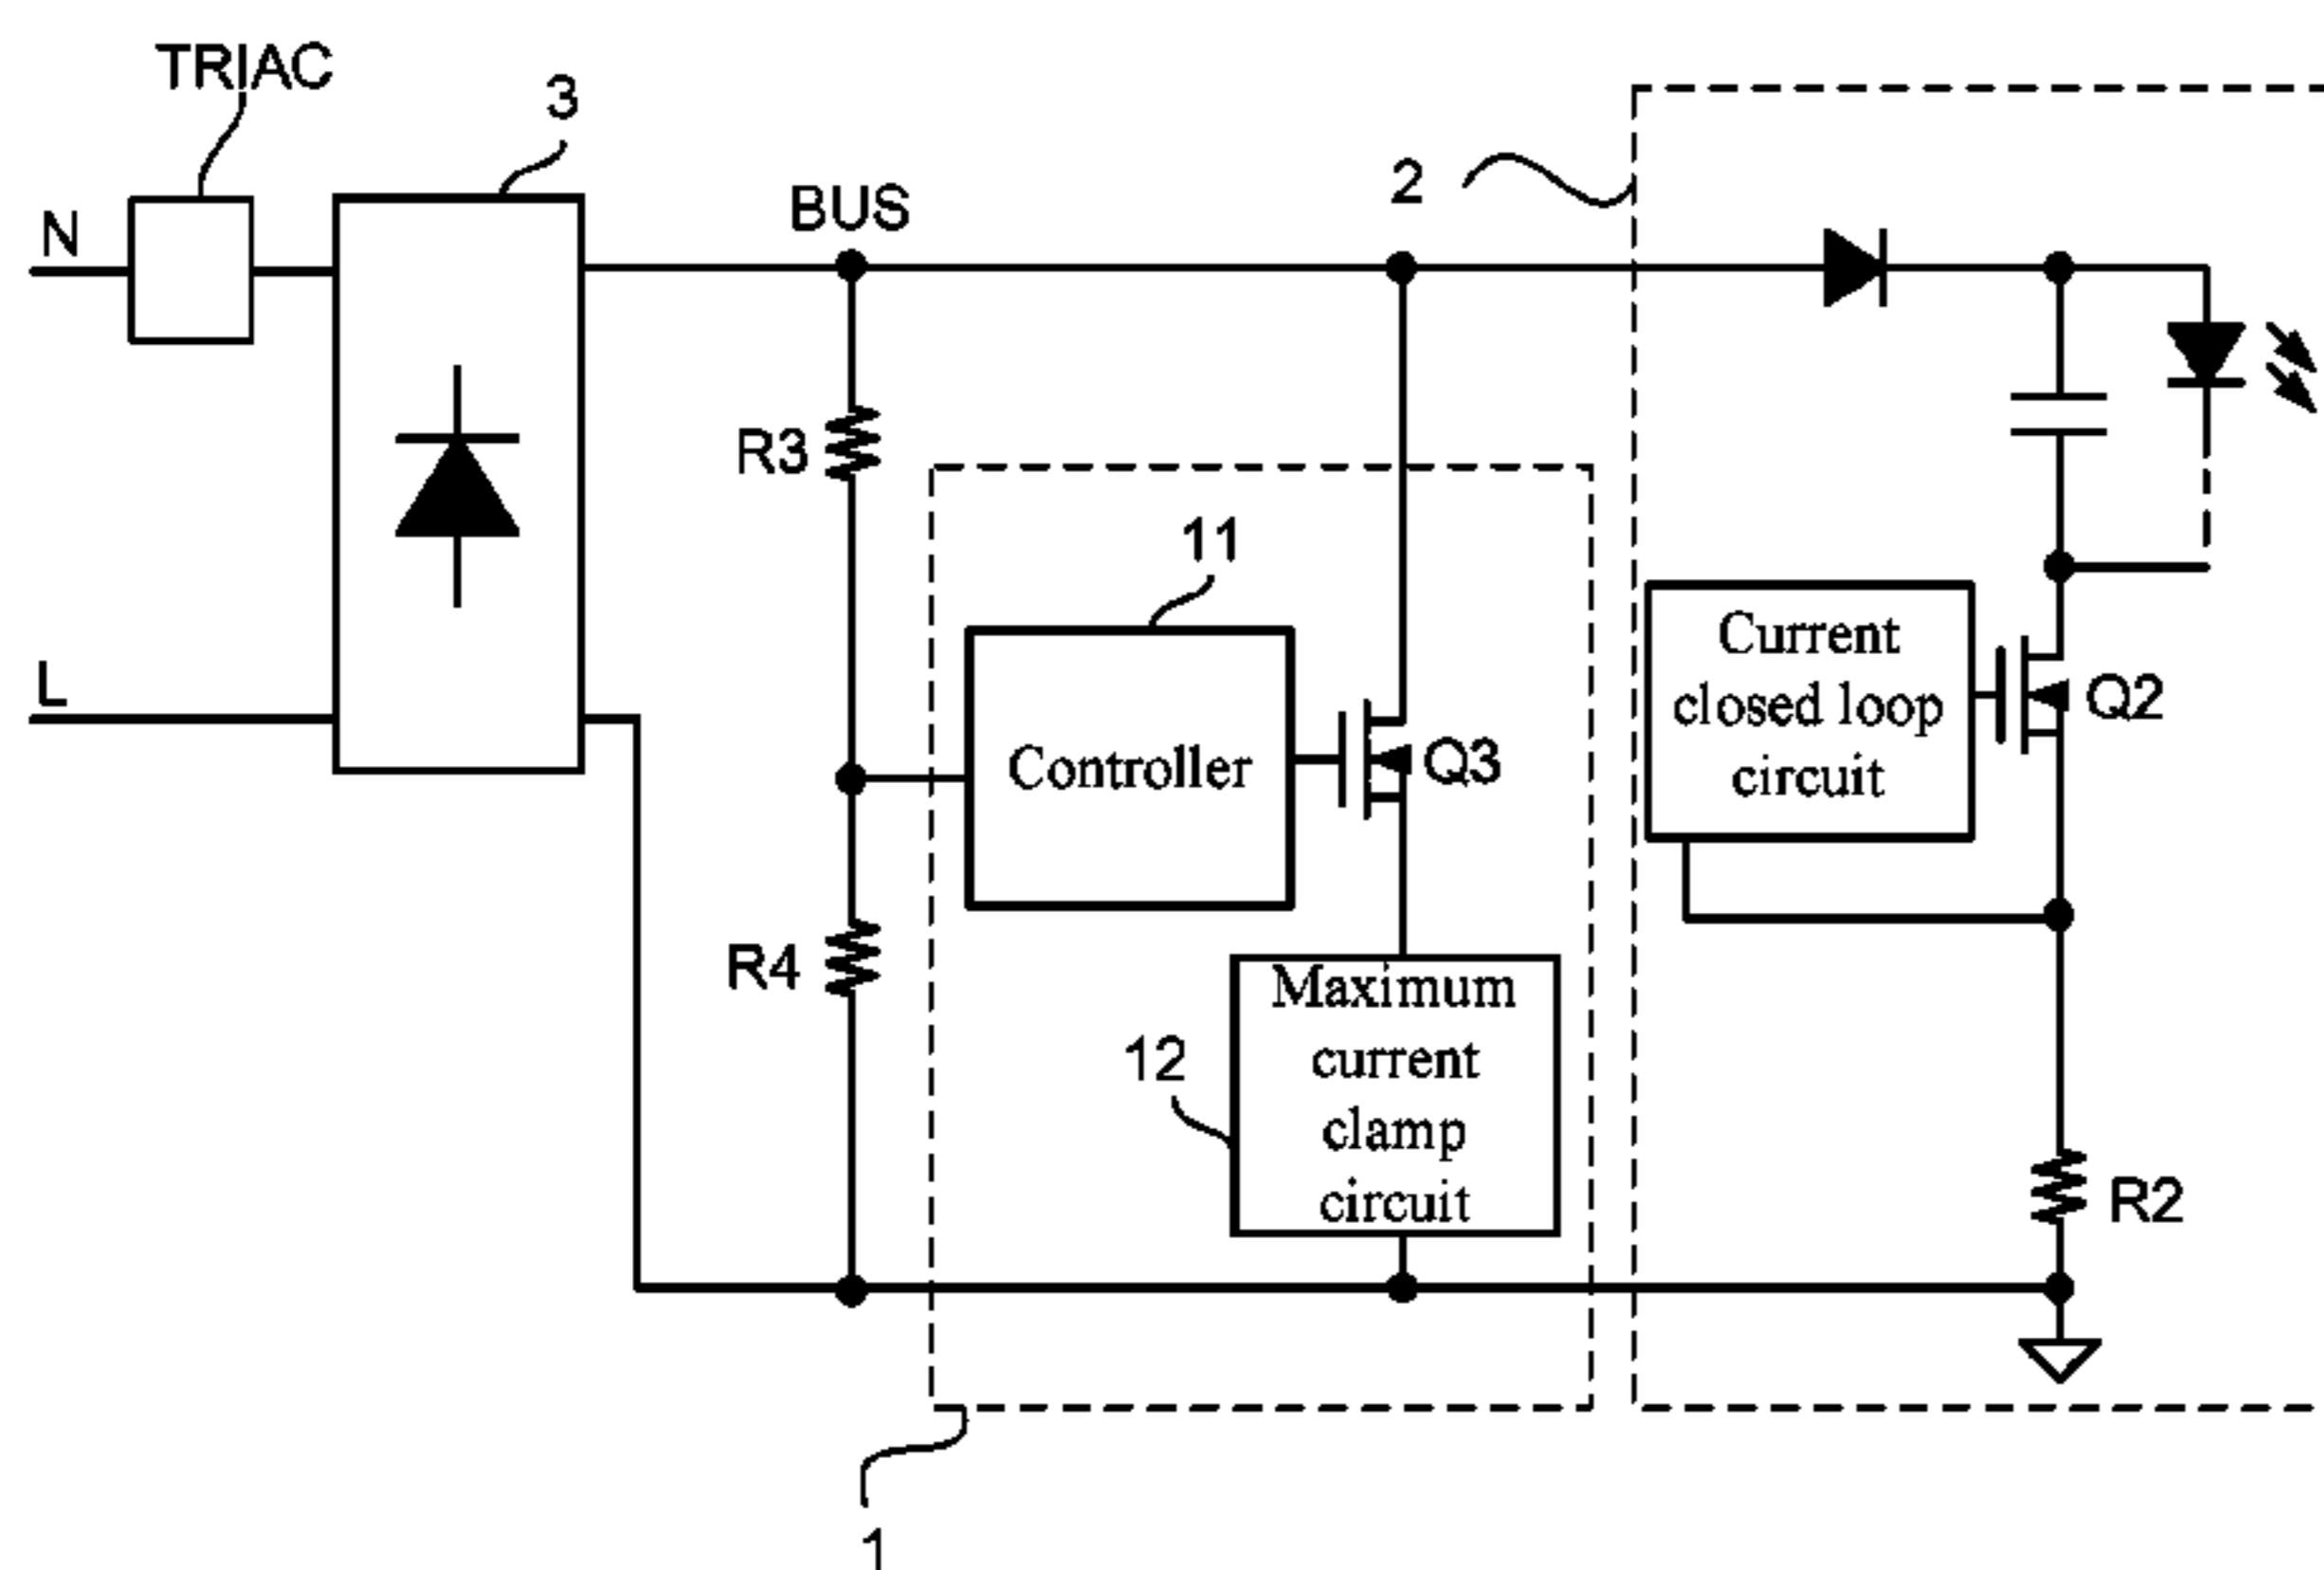 TRIAC
3
N
BUS
2
R3
11
L
Controller
Q3
Current
closed loop
circuit
Q2
R4
12
Maximum
current
clamp
circuit
R2
1